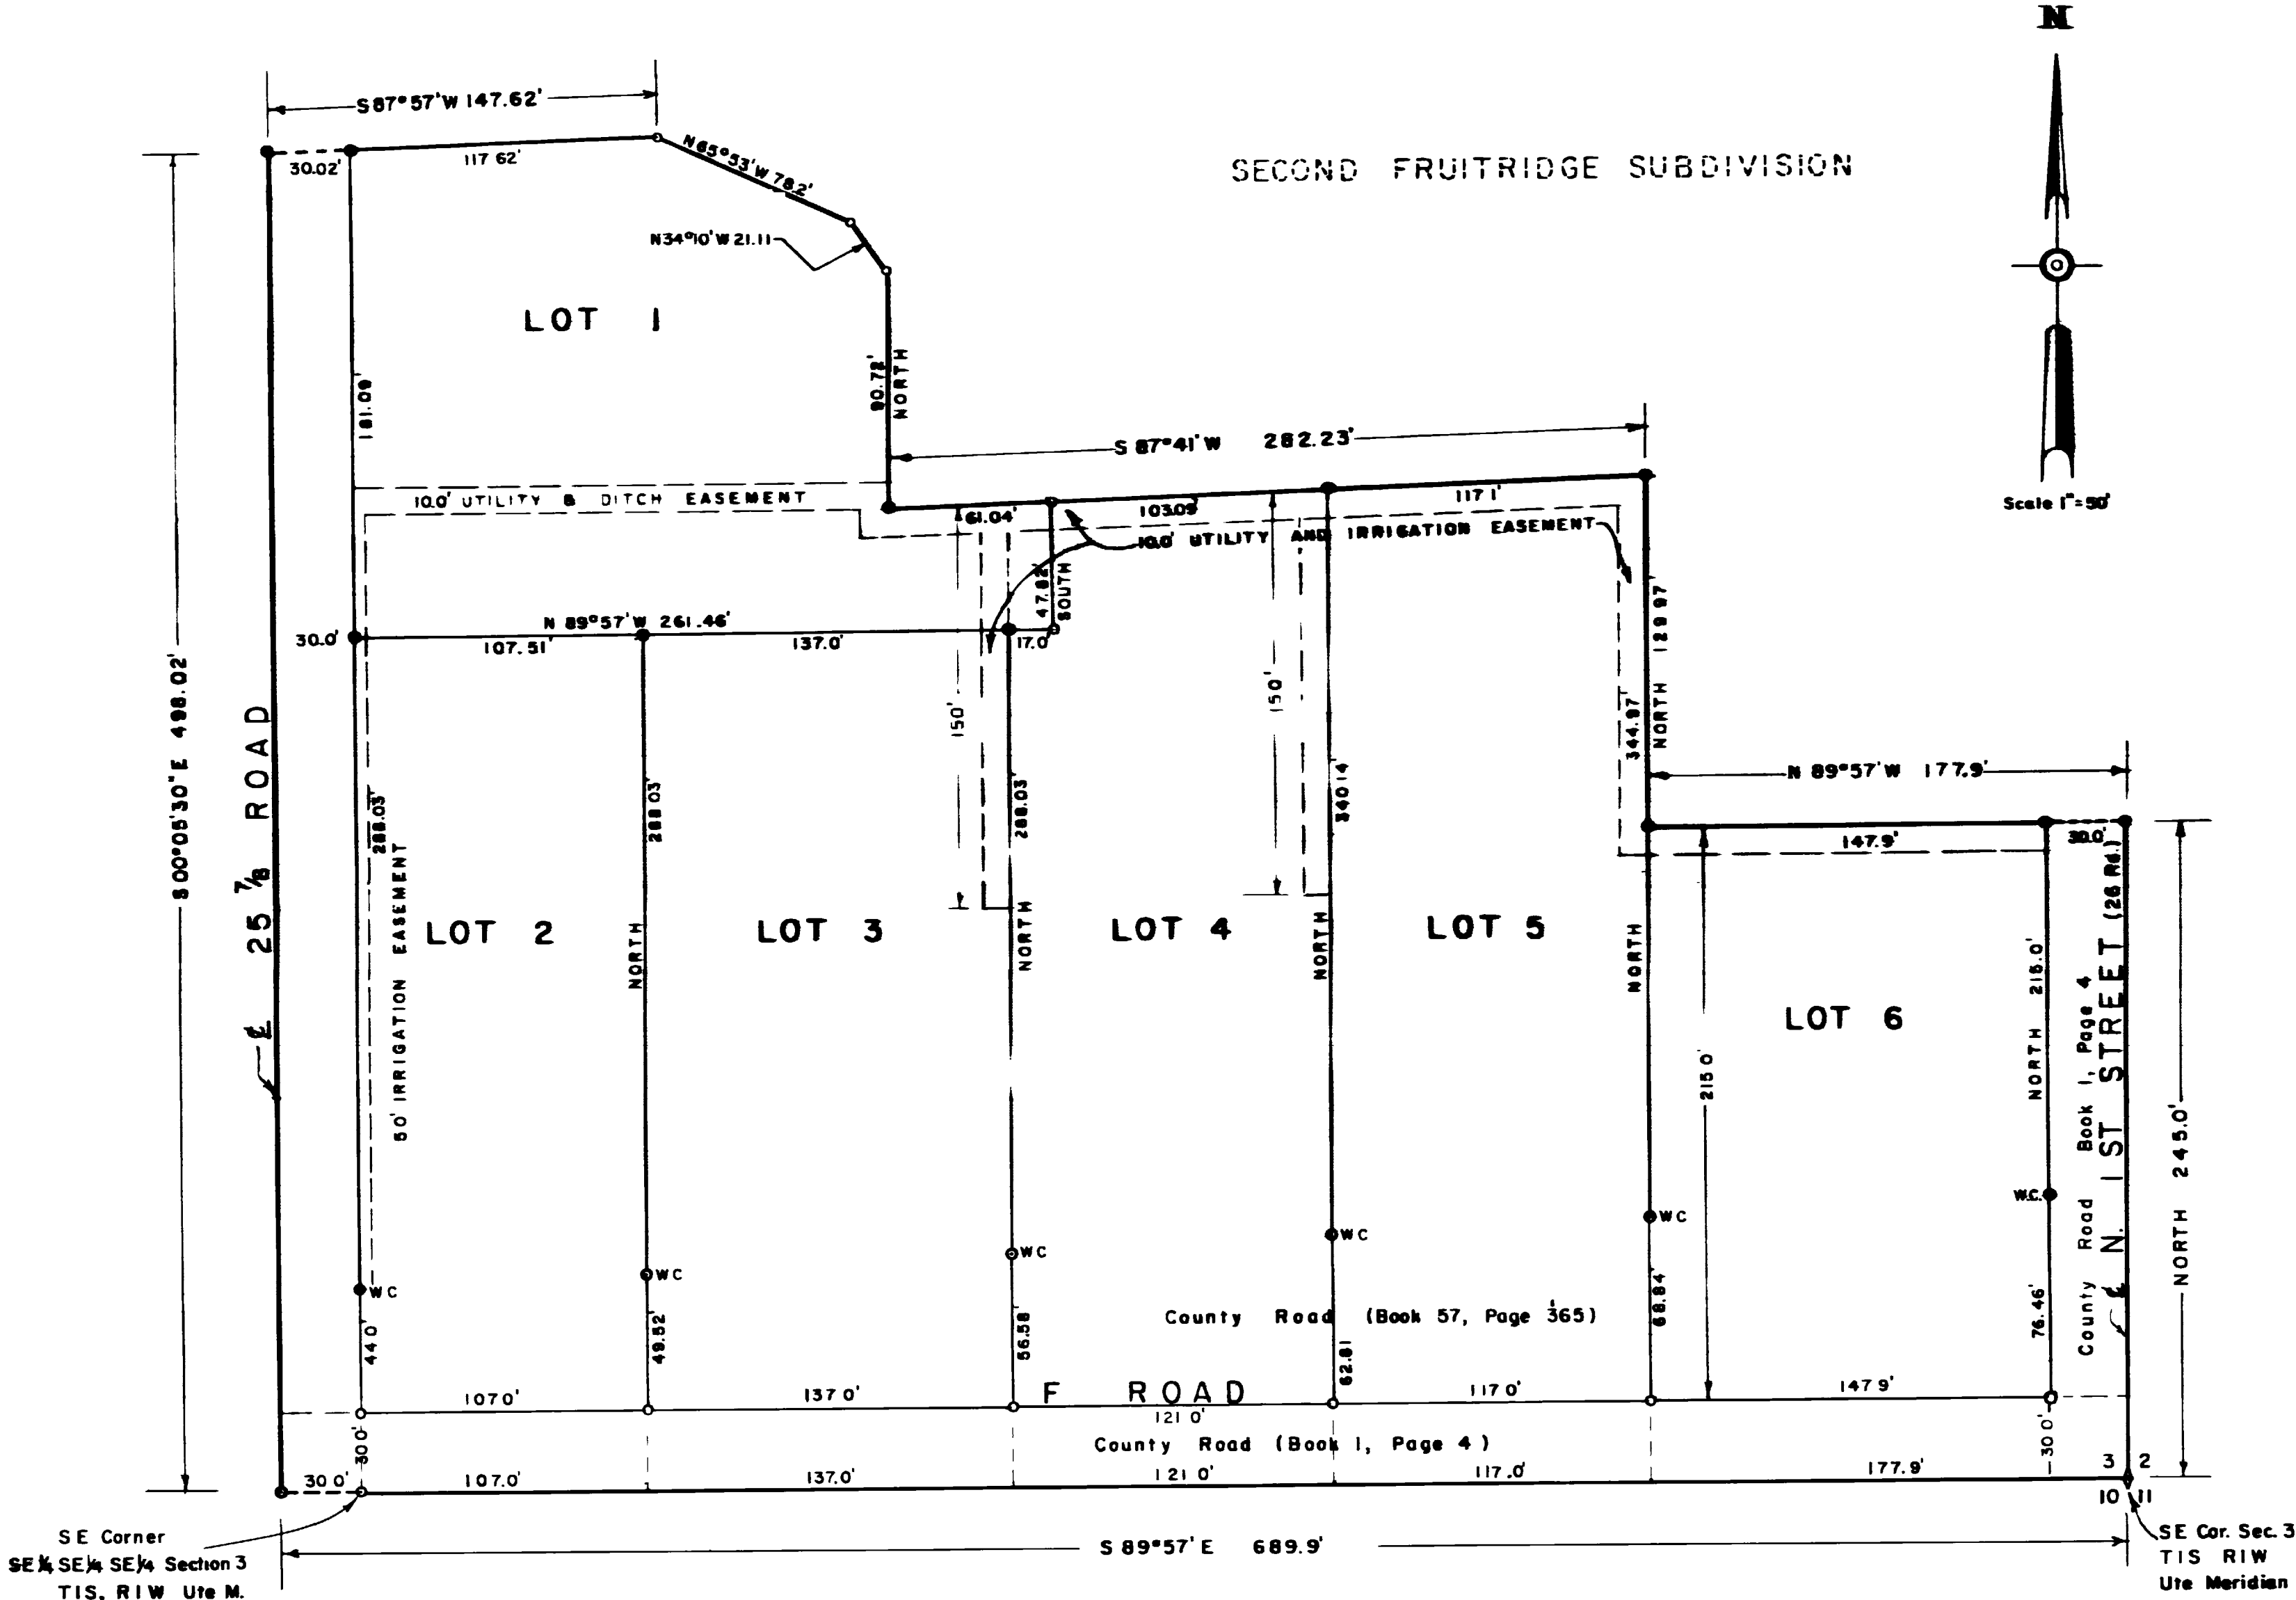 N
S 87°57' W 147.62'
30.02'
117 62'
N 65°53' W 78.2'
SECOND FRUITRIDGE SUBDIVISION
N34°10' W 21.11
LOT 1
181.09'
90.72'
NORTH
S 87°41' W 282.23'
Scale 1"=50'
10.0' UTILITY & DITCH EASEMENT
61.04'
103.09'
117 1'
10.0' UTILITY AND IRRIGATION EASEMENT
47.82'
SOUTH
N 89°57' W 261.46'
30.0'
107.51'
137.0'
17.0'
150'
150'
NORTH 129 97'
344.97'
S 00°05'30" E 498.02'
℄ 25 7/8 ROAD
288.03'
288 03'
288.03'
340 14'
N 89°57' W 177.9'
147.9'
30.0'
50' IRRIGATION EASEMENT
LOT 2
LOT 3
LOT 4
LOT 5
NORTH
NORTH
NORTH
NORTH
LOT 6
215 0'
NORTH 215.0'
County Road Book 1, Page 4
℄ N. 1ST STREET (26 Rd.)
NORTH 245.0'
WC
WC
WC
WC
WC
W.C.
44 0'
49.52'
56.58'
62.81
68.84'
76.46'
County Road (Book 57, Page 365)
107 0'
137 0'
F ROAD
121 0'
117 0'
147 9'
County Road (Book 1, Page 4)
30 0'
30 0'
30 0'
107.0'
137.0'
121 0'
117.0'
177.9'
3 2
10 11
S E Corner
SE¼ SE¼ SE¼ Section 3
T1S, R1W Ute M.
S 89°57' E 689.9'
SE Cor. Sec. 3
T1S R1W
Ute Meridian